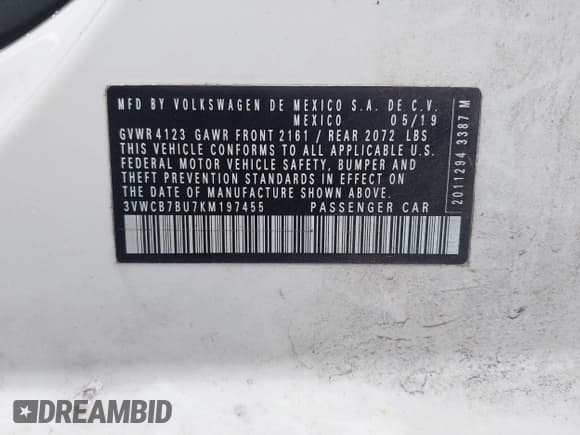 MFD BY VOLKSWAGEN DE MEXICO S.A. DE C.V.
MEXICO 05/19
GVWR 4123 GAWR FRONT 2161 / REAR 2072 LBS
THIS VEHICLE CONFORMS TO ALL APPLICABLE U.S.
FEDERAL MOTOR VEHICLE SAFETY, BUMPER AND
THEFT PREVENTION STANDARDS IN EFFECT ON
THE DATE OF MANUFACTURE SHOWN ABOVE.
3VWCB7BU7KM197455 PASSENGER CAR
2011294 3387 M
DREAMBID